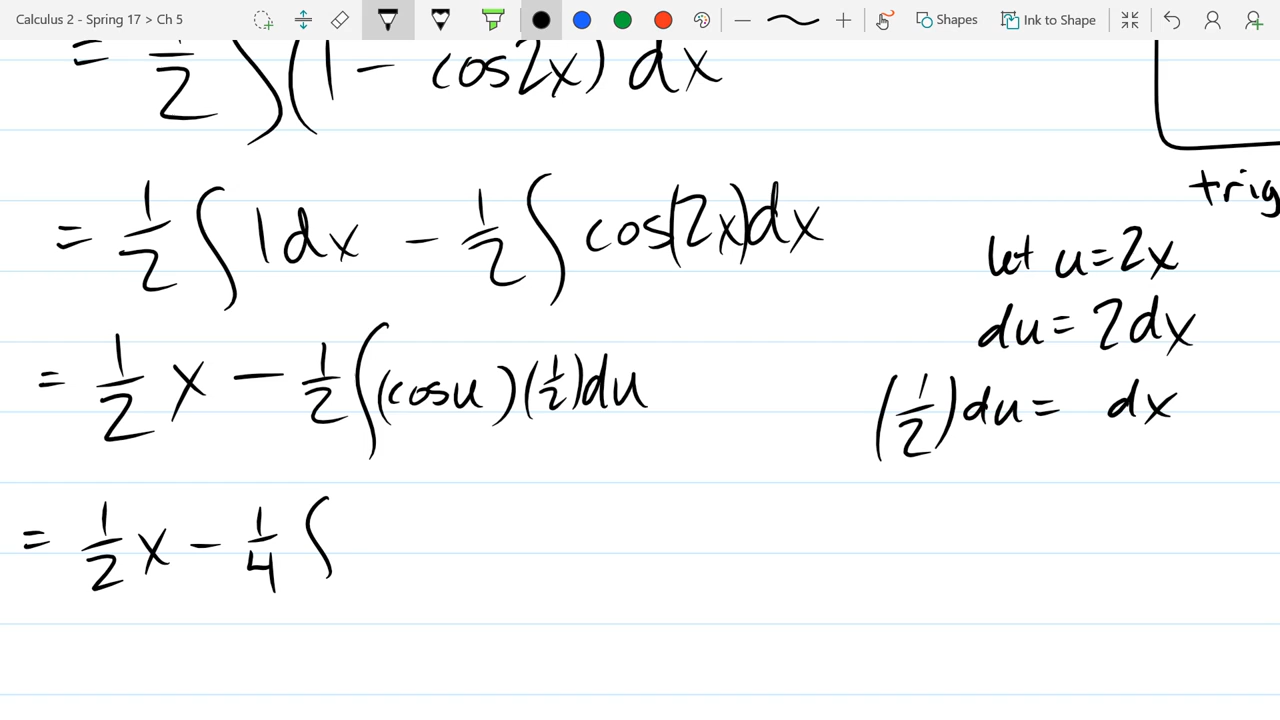 Calculus 2 - Spring 17 > Ch 5
Shapes
Ink to Shape
= 1/2 ∫(1 - cos2x) dx
trig
= 1/2 ∫ 1dx - 1/2 ∫ cos(2x)dx
let u=2x
du = 2dx
= 1/2 x - 1/2 ∫(cosu)(1/2)du
(1/2)du = dx
= 1/2 x - 1/4 ∫